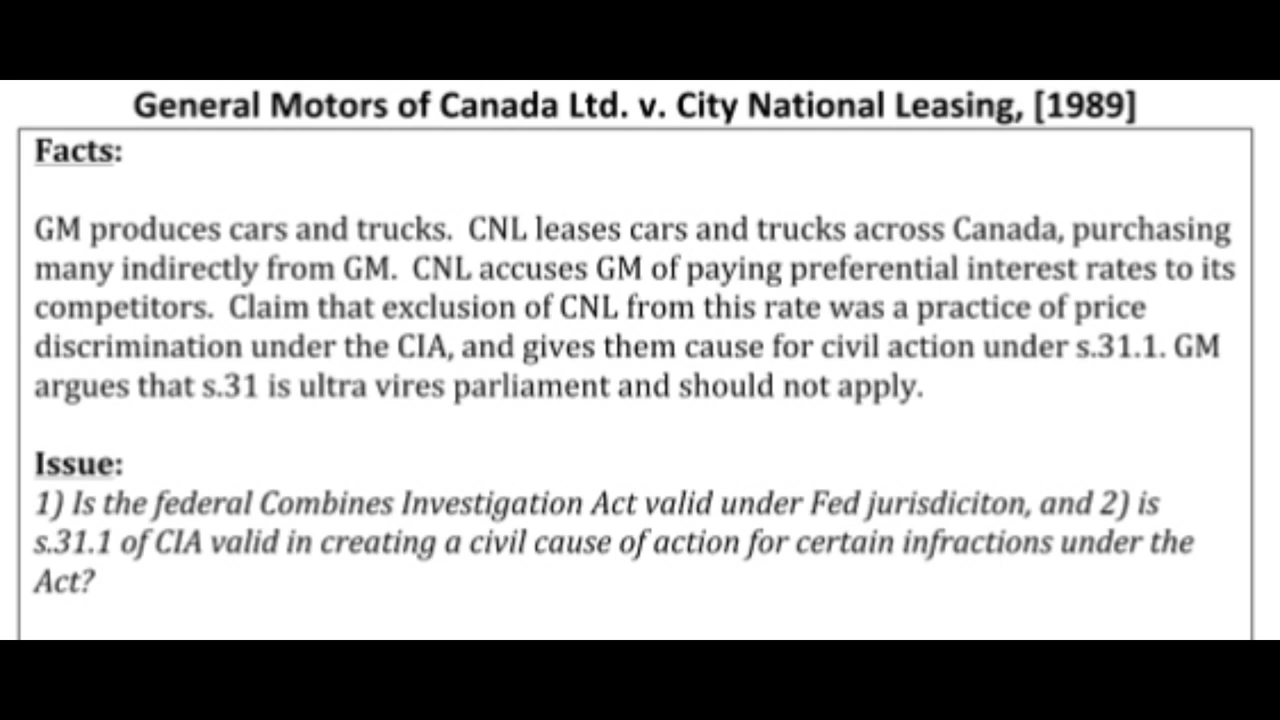 General Motors of Canada Ltd. v. City National Leasing, [1989]
Facts:
GM produces cars and trucks.  CNL leases cars and trucks across Canada, purchasing
many indirectly from GM.  CNL accuses GM of paying preferential interest rates to its
competitors.  Claim that exclusion of CNL from this rate was a practice of price
discrimination under the CIA, and gives them cause for civil action under s.31.1. GM
argues that s.31 is ultra vires parliament and should not apply.
Issue:
1) Is the federal Combines Investigation Act valid under Fed jurisdiciton, and 2) is
s.31.1 of CIA valid in creating a civil cause of action for certain infractions under the
Act?